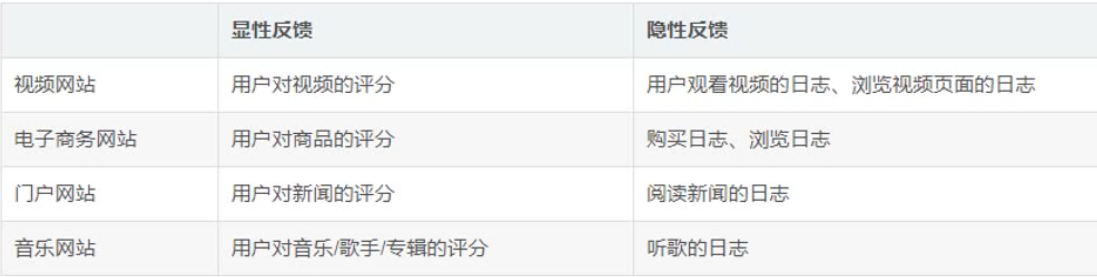 显性反馈 隐性反馈
视频网站 用户对视频的评分 用户观看视频的日志、浏览视频页面的日志
电子商务网站 用户对商品的评分 购买日志、浏览日志
门户网站 用户对新闻的评分 阅读新闻的日志
音乐网站 用户对音乐/歌手/专辑的评分 听歌的日志